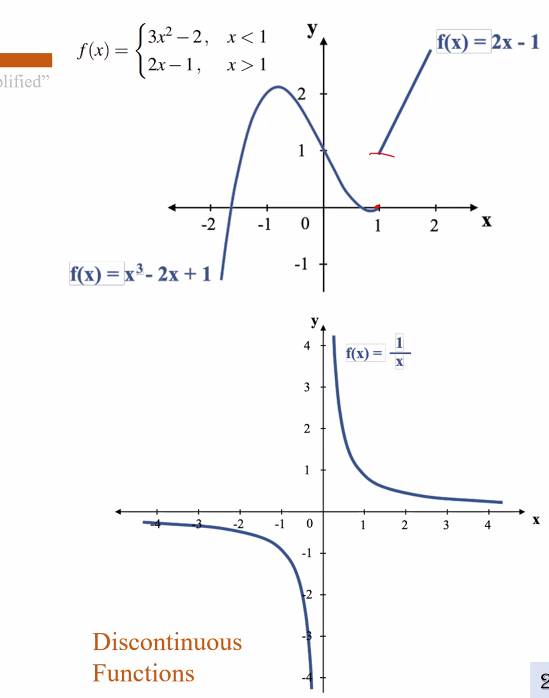 f(x) = { 3x² – 2, x < 1
2x – 1, x > 1
y
f(x) = 2x - 1
lified”
2
1
-2 -1 0 1 2 x
-1
f(x) = x³ - 2x + 1
y
4
f(x) = 1/x
3
2
1
-4 -3 -2 -1 0 1 2 3 4 x
-1
-2
-3
-4
Discontinuous
Functions